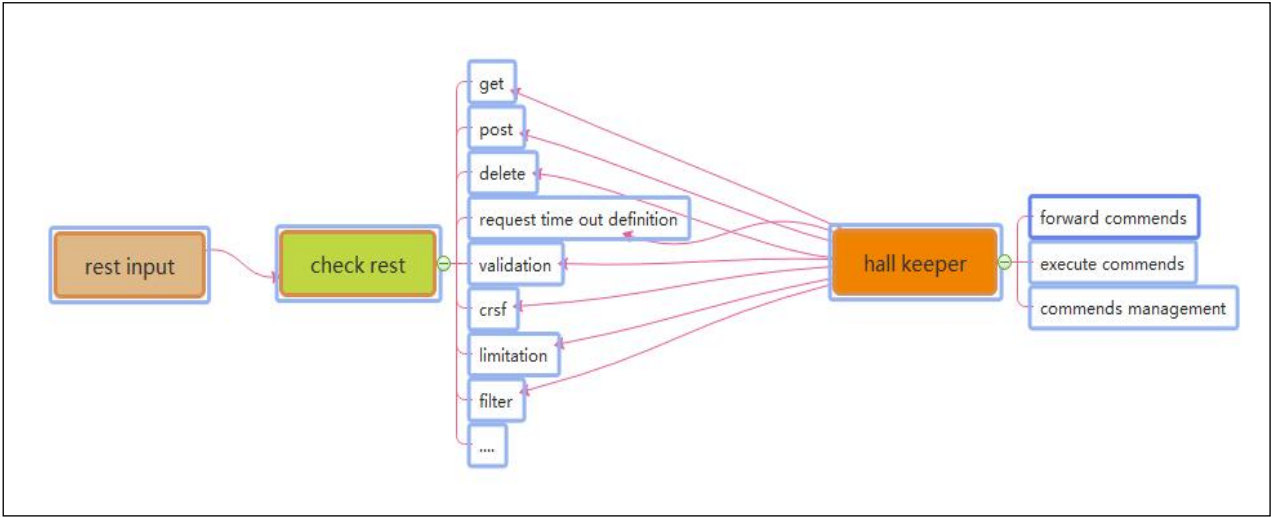 rest input
check rest
get
post
delete
request time out definition
validation
crsf
limitation
filter
....
hall keeper
forward commends
execute commends
commends management